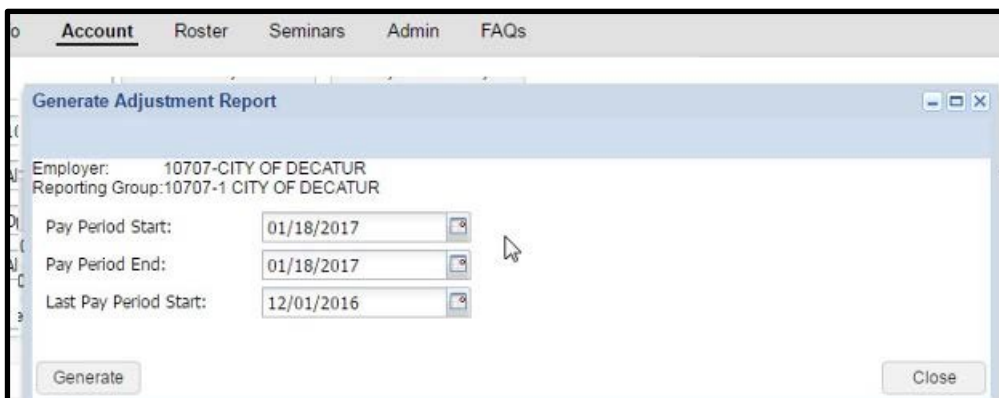 Account Roster Seminars Admin FAQs
Generate Adjustment Report
Employer: 10707-CITY OF DECATUR
Reporting Group:10707-1 CITY OF DECATUR
Pay Period Start: 01/18/2017
Pay Period End: 01/18/2017
Last Pay Period Start: 12/01/2016
Generate Close